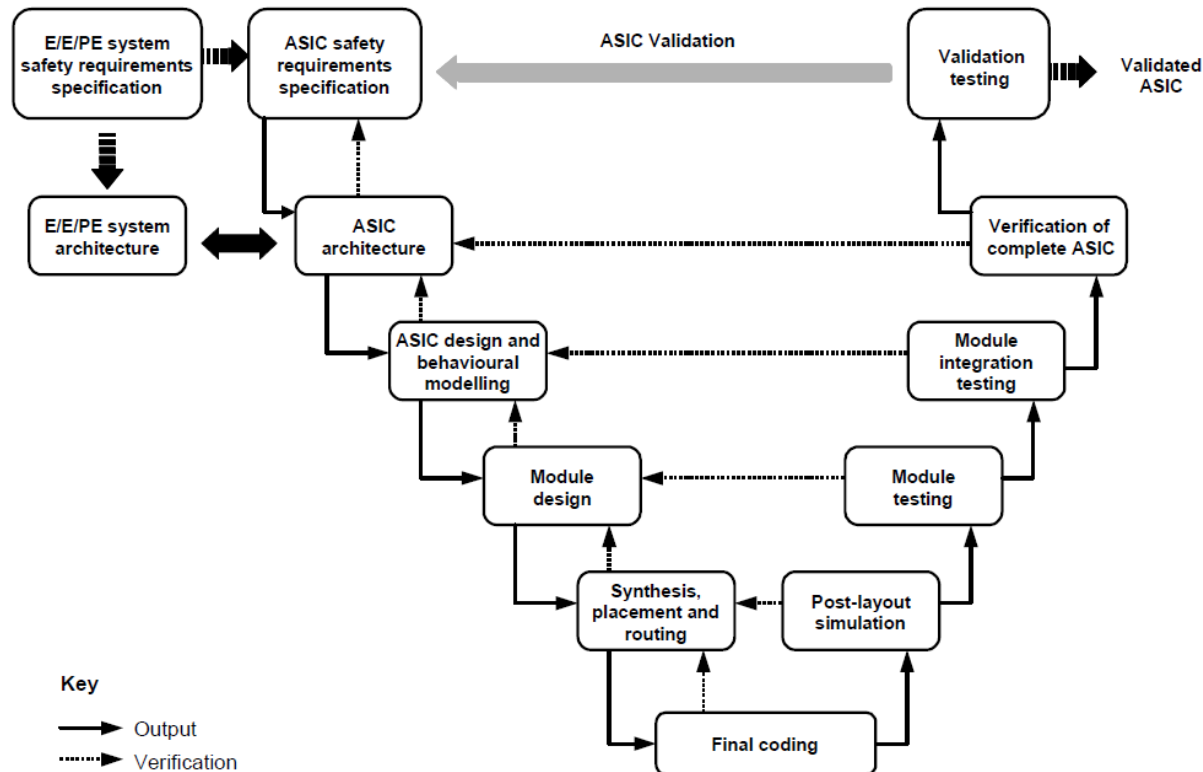 E/E/PE system
safety requirements
specification
ASIC safety
requirements
specification
ASIC Validation
Validation
testing
Validated
ASIC
E/E/PE system
architecture
ASIC
architecture
Verification of
complete ASIC
ASIC design and
behavioural
modelling
Module
integration
testing
Module
design
Module
testing
Synthesis,
placement and
routing
Post-layout
simulation
Final coding
Key
Output
Verification